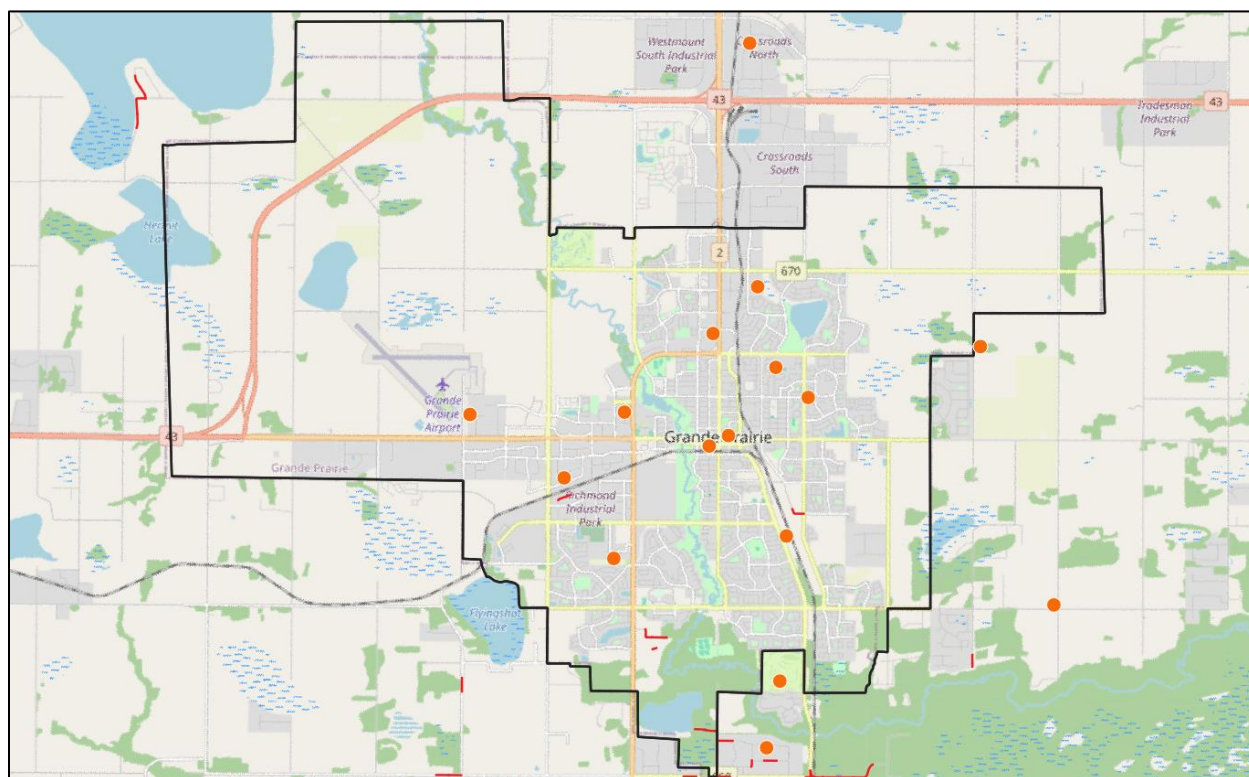 Westmount
South Industrial
Park
North
43
43
Tradesman
Industrial
Park
Crossroads
South
Hermit
Lake
2
670
Grande
Prairie
Airport
43
Grande Prairie
Grande Prairie
Richmond
Industrial
Park
Flyingshot
Lake